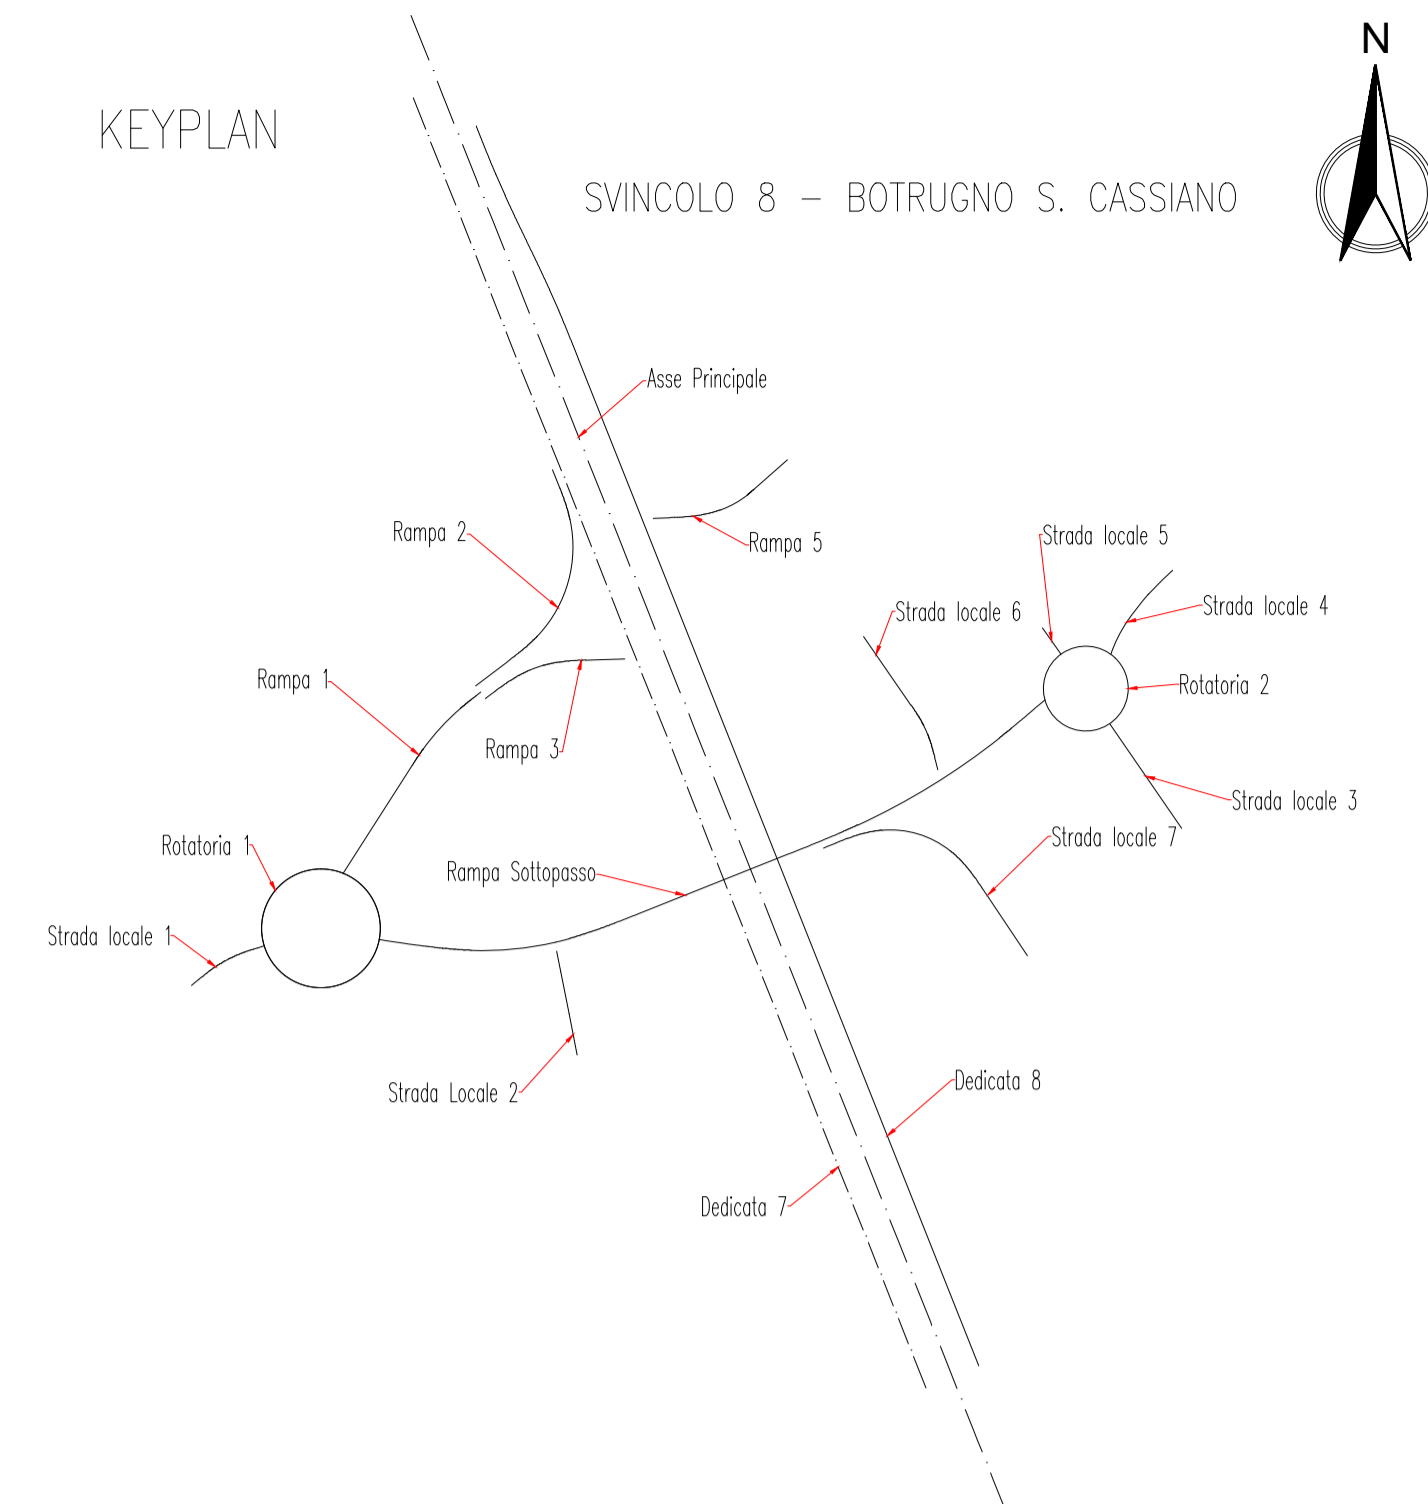 N
KEYPLAN
SVINCOLO 8 – BOTRUGNO S. CASSIANO
Asse Principale
Rampa 2
Rampa 5
Strada locale 5
Strada locale 6
Strada locale 4
Rampa 1
Rotatoria 2
Rampa 3
Strada locale 3
Rotatoria 1
Strada locale 7
Rampa Sottopasso
Strada locale 1
Strada Locale 2
Dedicata 8
Dedicata 7